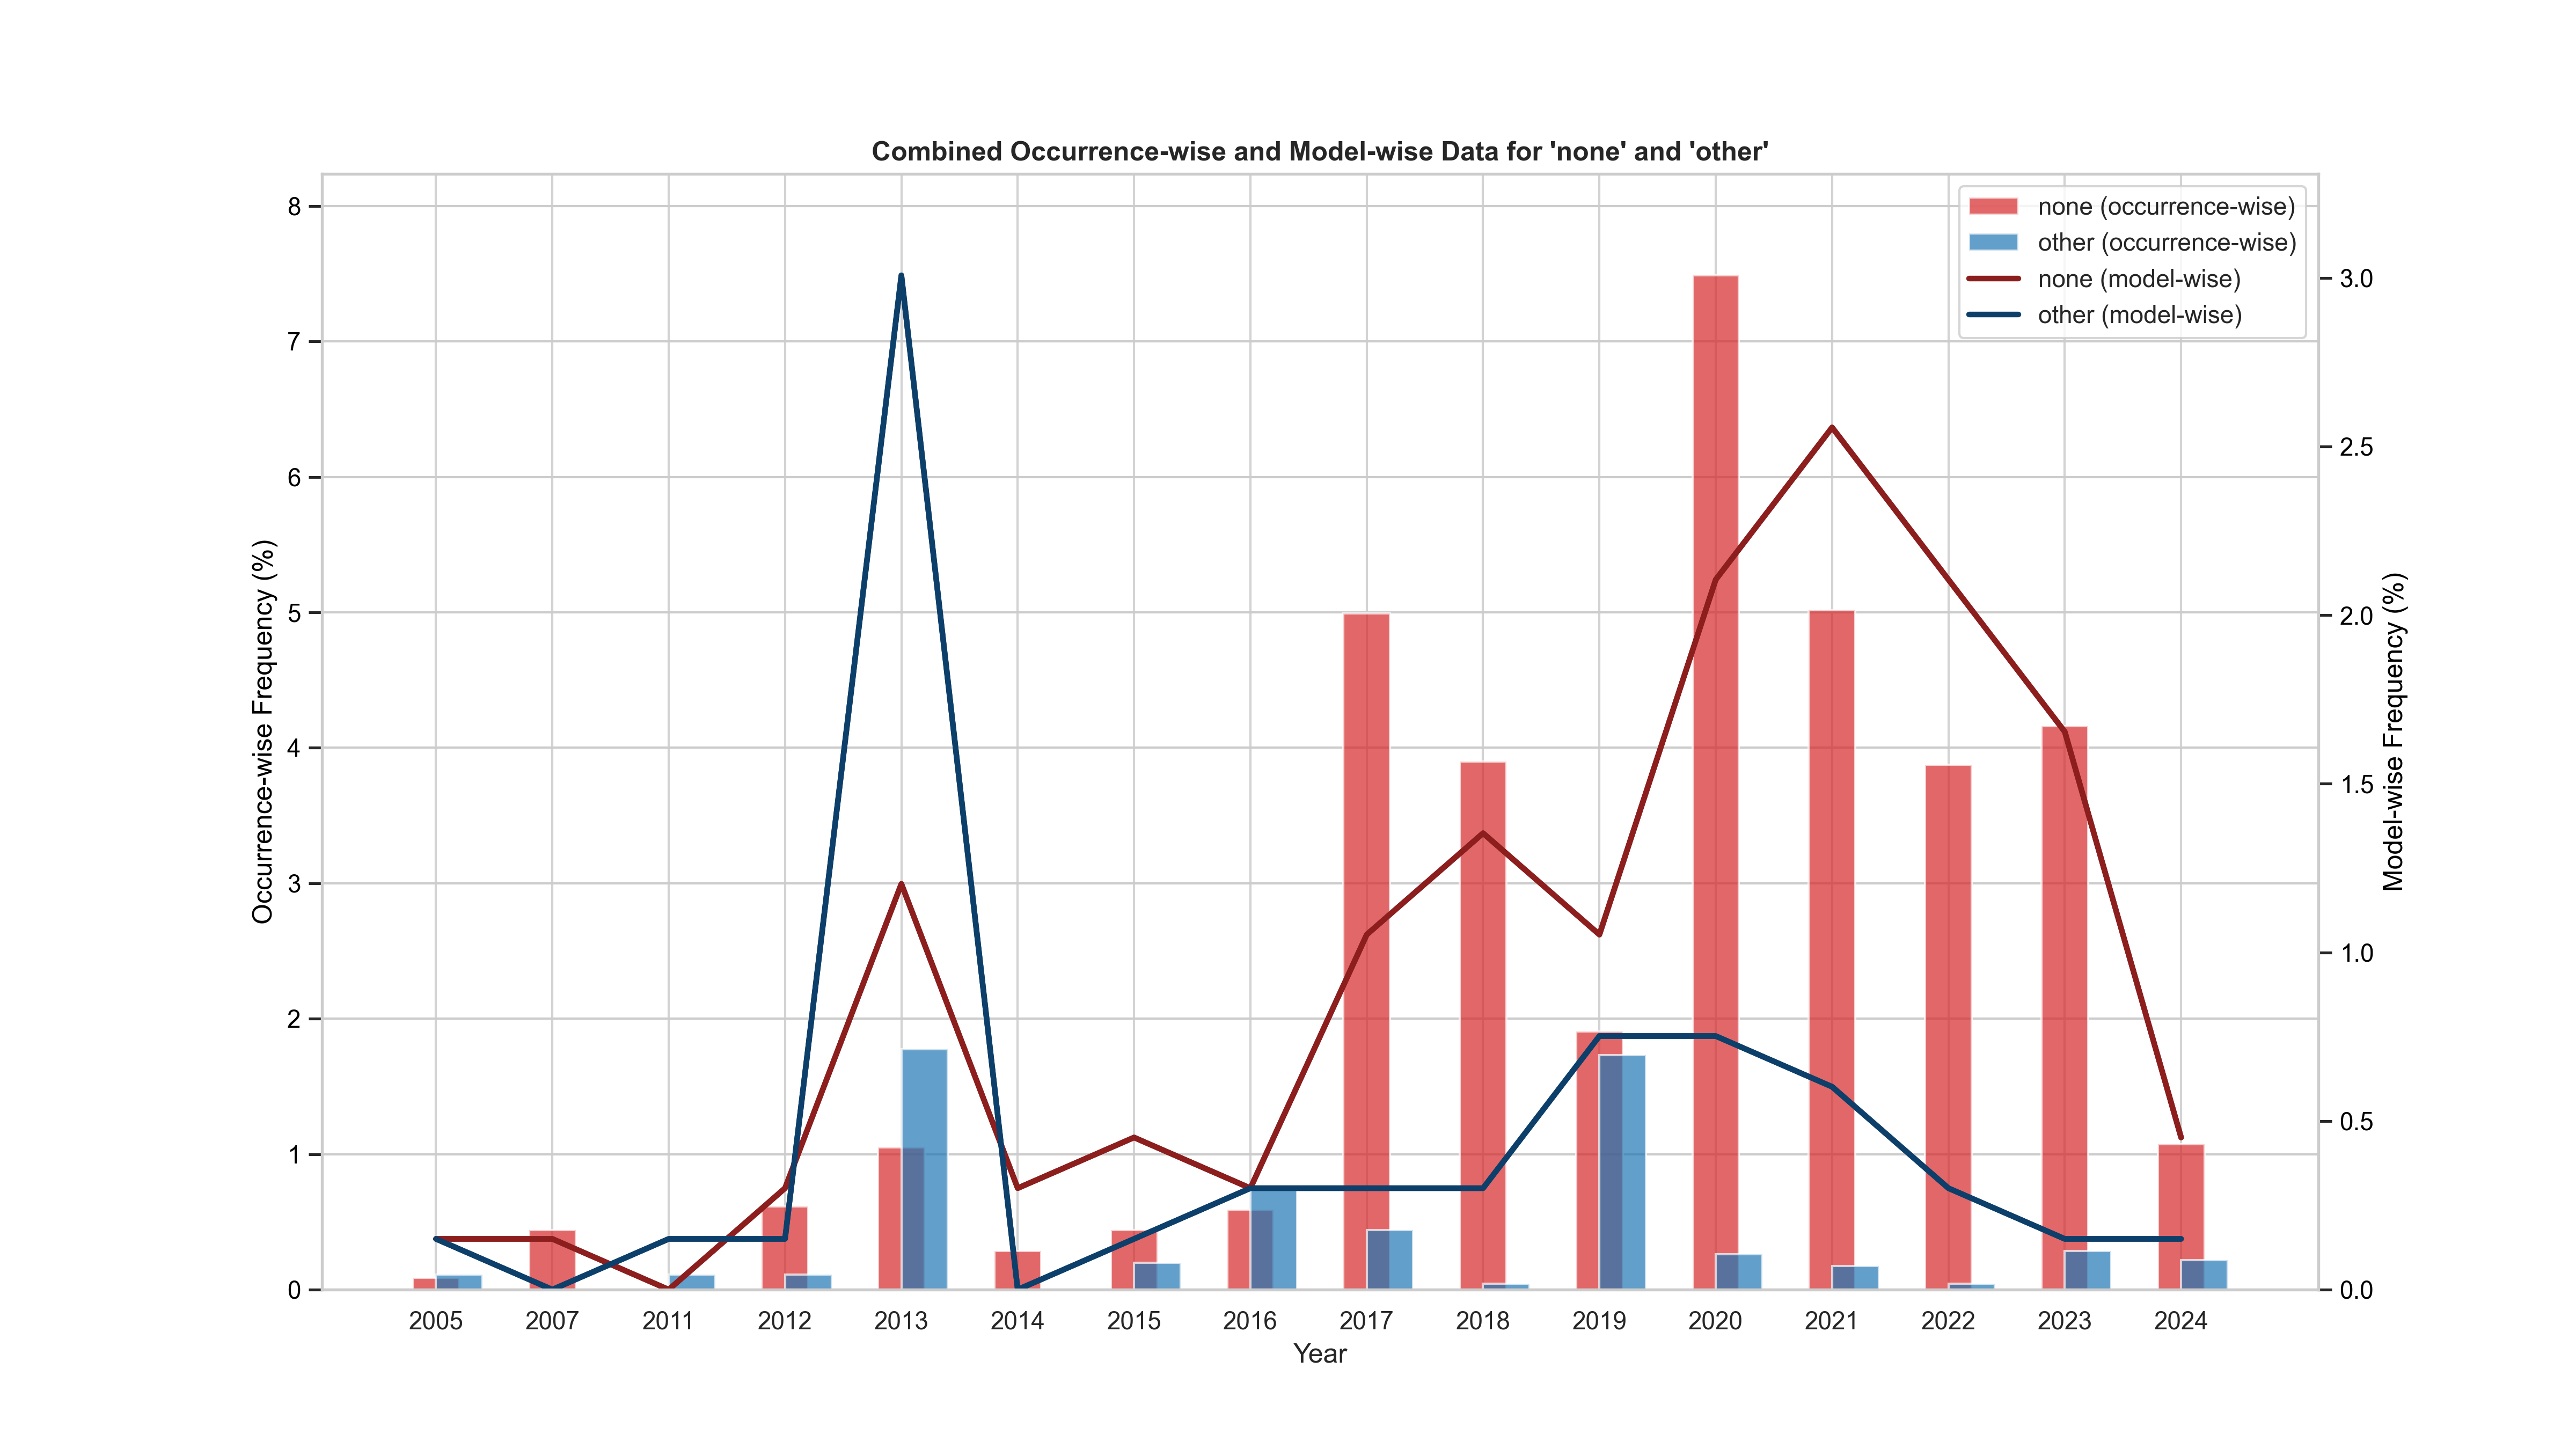 Combined Occurrence-wise and Model-wise Data for 'none' and 'other'
none (occurrence-wise)
other (occurrence-wise)
none (model-wise)
other (model-wise)
Occurrence-wise Frequency (%)
8
7
6
5
4
3
2
1
0
3.0
2.5
2.0
1.5
1.0
0.5
0.0
Model-wise Frequency (%)
2005 2007 2011 2012 2013 2014 2015 2016 2017 2018 2019 2020 2021 2022 2023 2024
Year